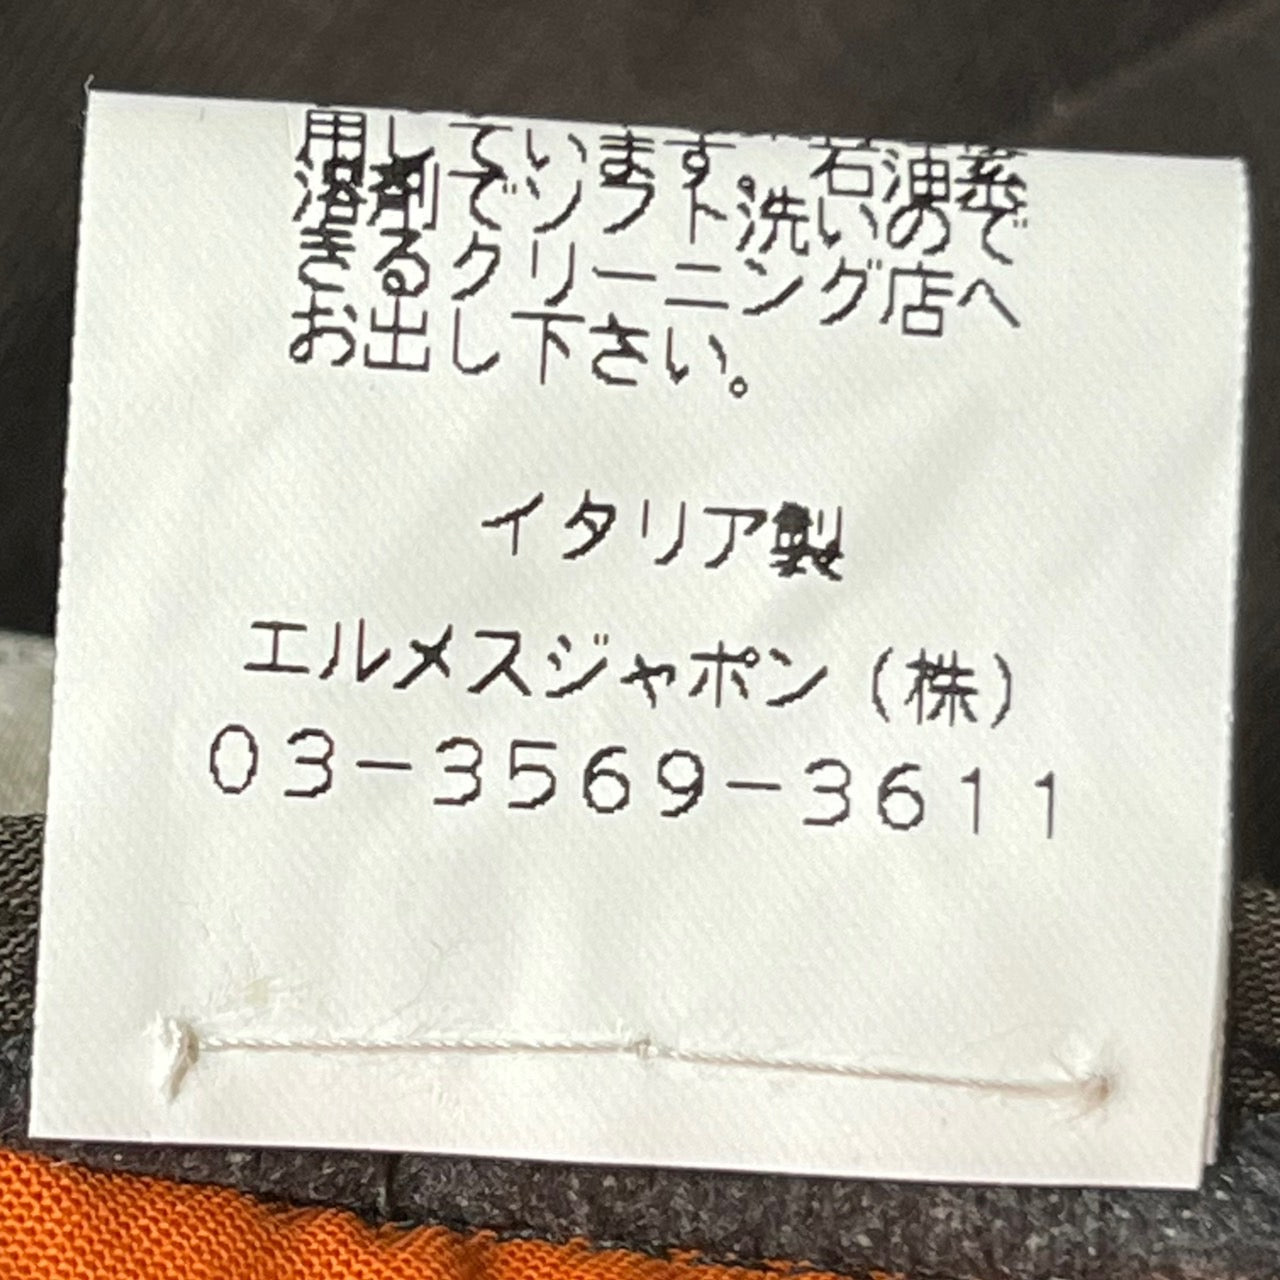 用しています。石油系
溶剤でソフト洗いので
きるクリーニング店へ
お出し下さい。
イタリア製
エルメスジャポン（株）
03-3569-3611